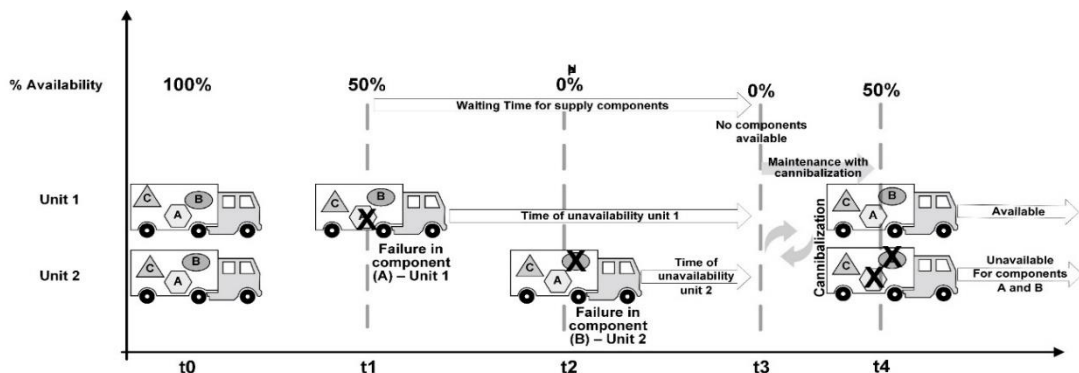 % Availability
100%
50%
0%
0%
50%
Waiting Time for supply components
No components
available
Maintenance with
cannibalization
Unit 1
C
A
B
C
B
Time of unavailability unit 1
Cannibalization
C
A
B
Available
Failure in
component
(A) – Unit 1
Unit 2
C
A
B
C
A
Time of
unavailability
unit 2
C
Unavailable
For components
A and B
Failure in
component
(B) – Unit 2
t0
t1
t2
t3
t4